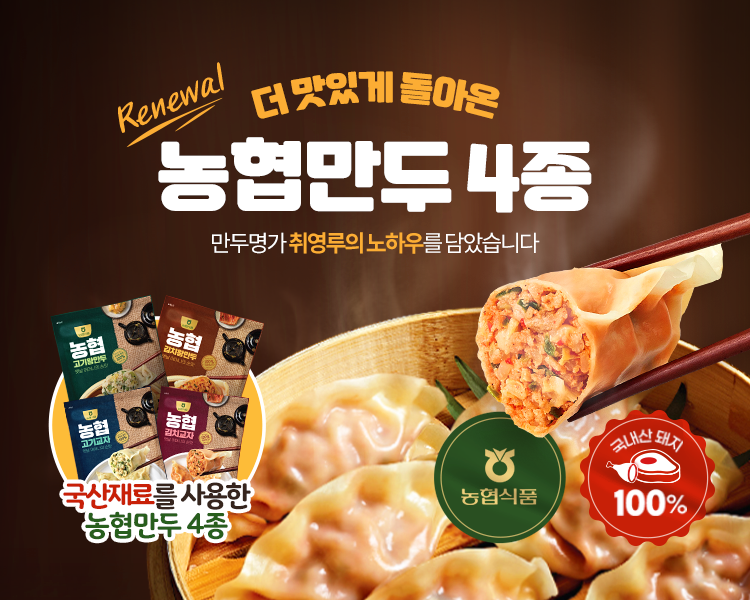 Renewal
더 맛있게 돌아온
농협만두 4종
만두명가 취영루의 노하우를 담았습니다
농협
고기왕만두
농협
김치왕만두
농협
고기교자
농협
김치교자
국산재료를 사용한
농협만두 4종
농협식품
국내산 돼지
100%